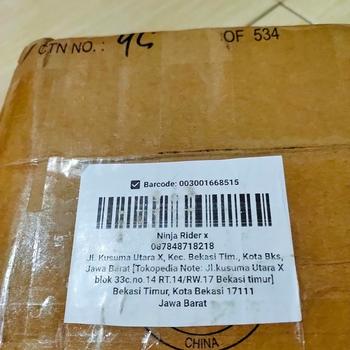 CTN NO.: 95 OF 534
Barcode: 003001668515
Ninja Rider x
087848718218
Jl. Kusuma Utara X, Kec. Bekasi Tim., Kota Bks,
Jawa Barat [Tokopedia Note: Jl.kusuma Utara X
blok 33c.no.14 RT.14/RW.17 Bekasi timur]
Bekasi Timur, Kota Bekasi 17111
Jawa Barat
CHINA